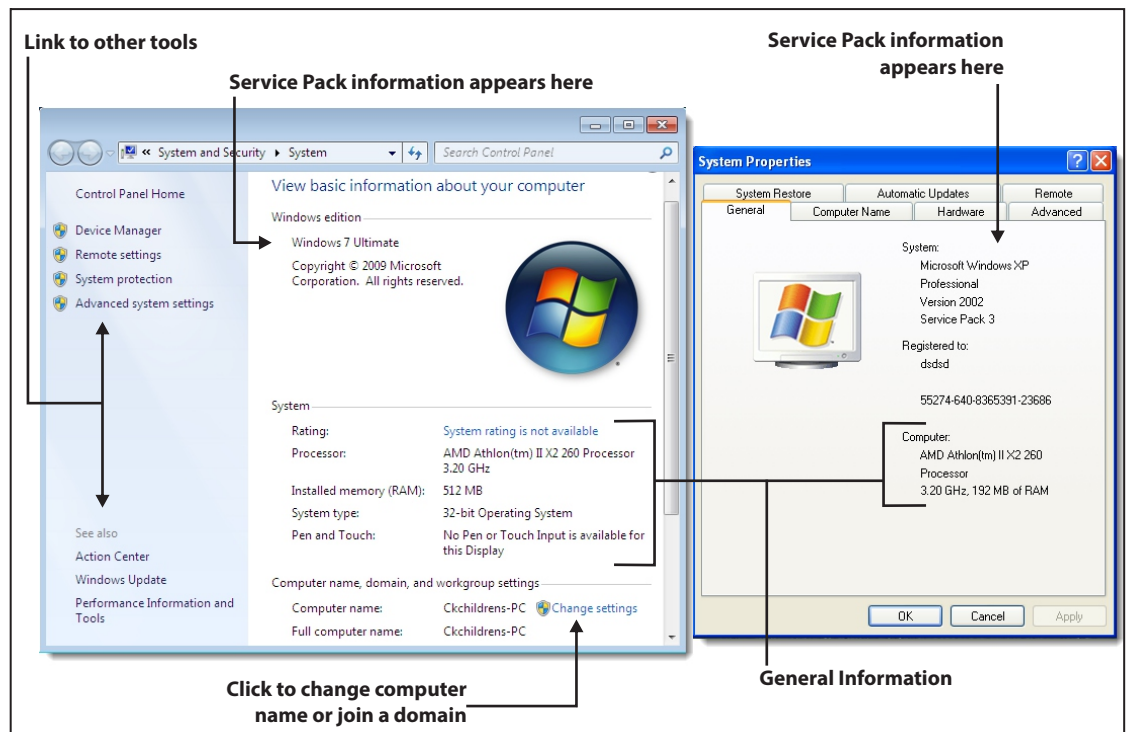 Link to other tools
Service Pack information
appears here
Service Pack information appears here
« System and Security ▸ System
Search Control Panel
Control Panel Home
Device Manager
Remote settings
System protection
Advanced system settings
See also
Action Center
Windows Update
Performance Information and
Tools
View basic information about your computer
Windows edition
Windows 7 Ultimate
Copyright © 2009 Microsoft
Corporation. All rights reserved.
System
Rating: System rating is not available
Processor: AMD Athlon(tm) II X2 260 Processor
3.20 GHz
Installed memory (RAM): 512 MB
System type: 32-bit Operating System
Pen and Touch: No Pen or Touch Input is available for
this Display
Computer name, domain, and workgroup settings
Computer name: Ckchildrens-PC Change settings
Full computer name: Ckchildrens-PC
System Properties
System Restore Automatic Updates Remote
General Computer Name Hardware Advanced
System:
Microsoft Windows XP
Professional
Version 2002
Service Pack 3
Registered to:
dsdsd
55274-640-8365391-23686
Computer:
AMD Athlon(tm) II X2 260
Processor
3.20 GHz, 192 MB of RAM
OK Cancel Apply
General Information
Click to change computer
name or join a domain